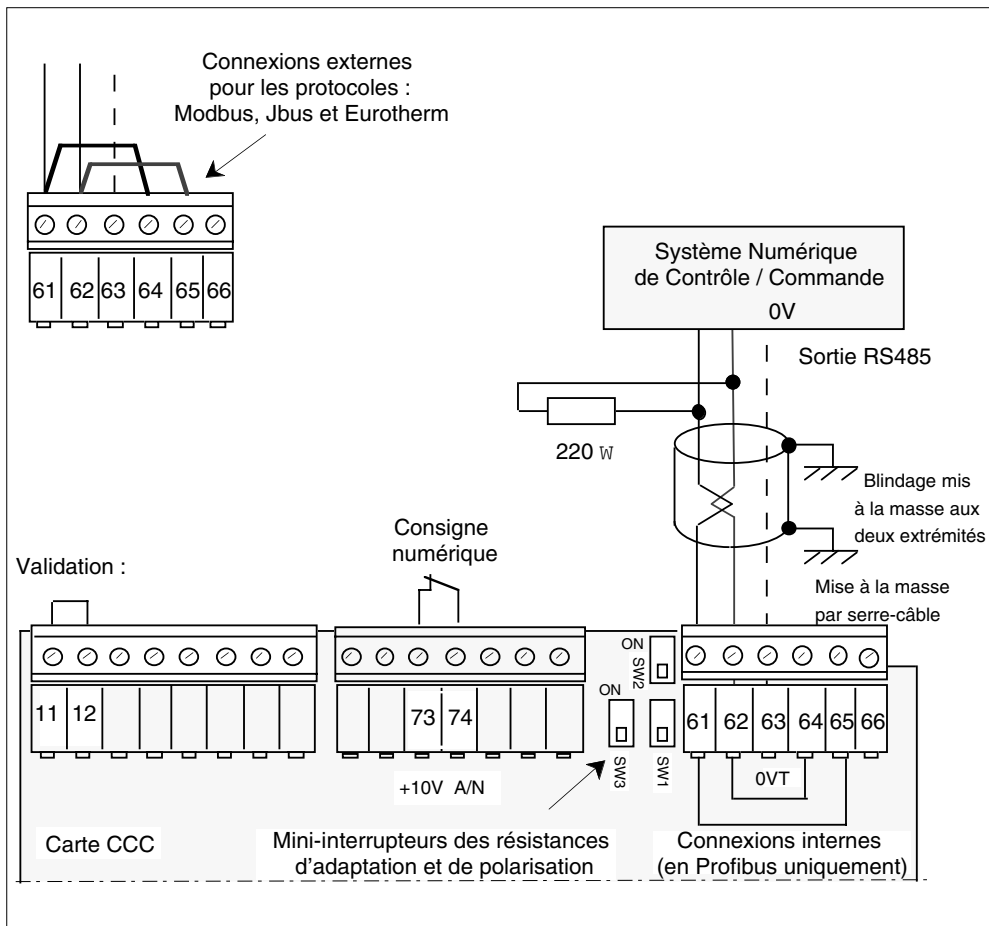 Connexions externes
pour les protocoles :
Modbus, Jbus et Eurotherm
61 62 63 64 65 66
Système Numérique
de Contrôle / Commande
0V
Sortie RS485
220 W
Blindage mis
à la masse aux
deux extrémités
Mise à la masse
par serre-câble
Consigne
numérique
Validation :
ON
SW2
ON
11 12
73 74
61 62 63 64 65 66
SW3
SW1
+10V A/N
0VT
Carte CCC
Mini-interrupteurs des résistances
d'adaptation et de polarisation
Connexions internes
(en Profibus uniquement)